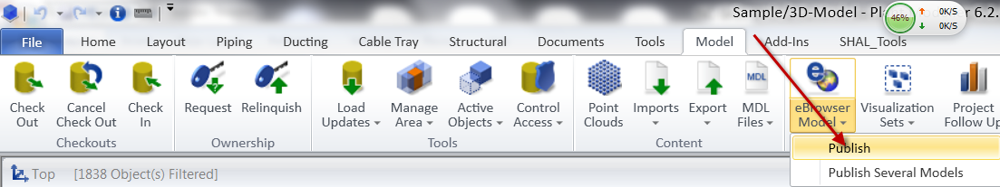 Sample/3D-Model - Pla
er 6.2.
46%
0K/S
0K/S
File Home Layout Piping Ducting Cable Tray Structural Documents Tools Model Add-Ins SHAL_Tools
Check Out
Cancel Check Out
Check In
Request
Relinquish
Load Updates
Manage Area
Active Objects
Control Access
Point Clouds
Imports
Export
MDL
MDL Files
eBrowser Model
Visualization Sets
Project Follow Up
Checkouts
Ownership
Tools
Content
Publish
Publish Several Models
Top [1838 Object(s) Filtered]